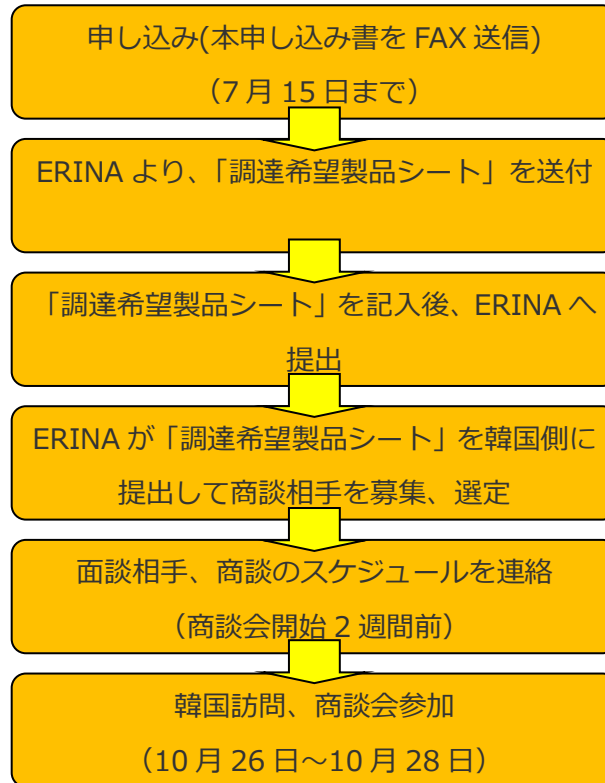 申し込み(本申し込み書を FAX 送信)
（7 月 15 日まで）
ERINA より、「調達希望製品シート」を送付
「調達希望製品シート」を記入後、ERINA へ
提出
ERINA が「調達希望製品シート」を韓国側に
提出して商談相手を募集、選定
面談相手、商談のスケジュールを連絡
（商談会開始 2 週間前）
韓国訪問、商談会参加
（10 月 26 日～10 月 28 日）